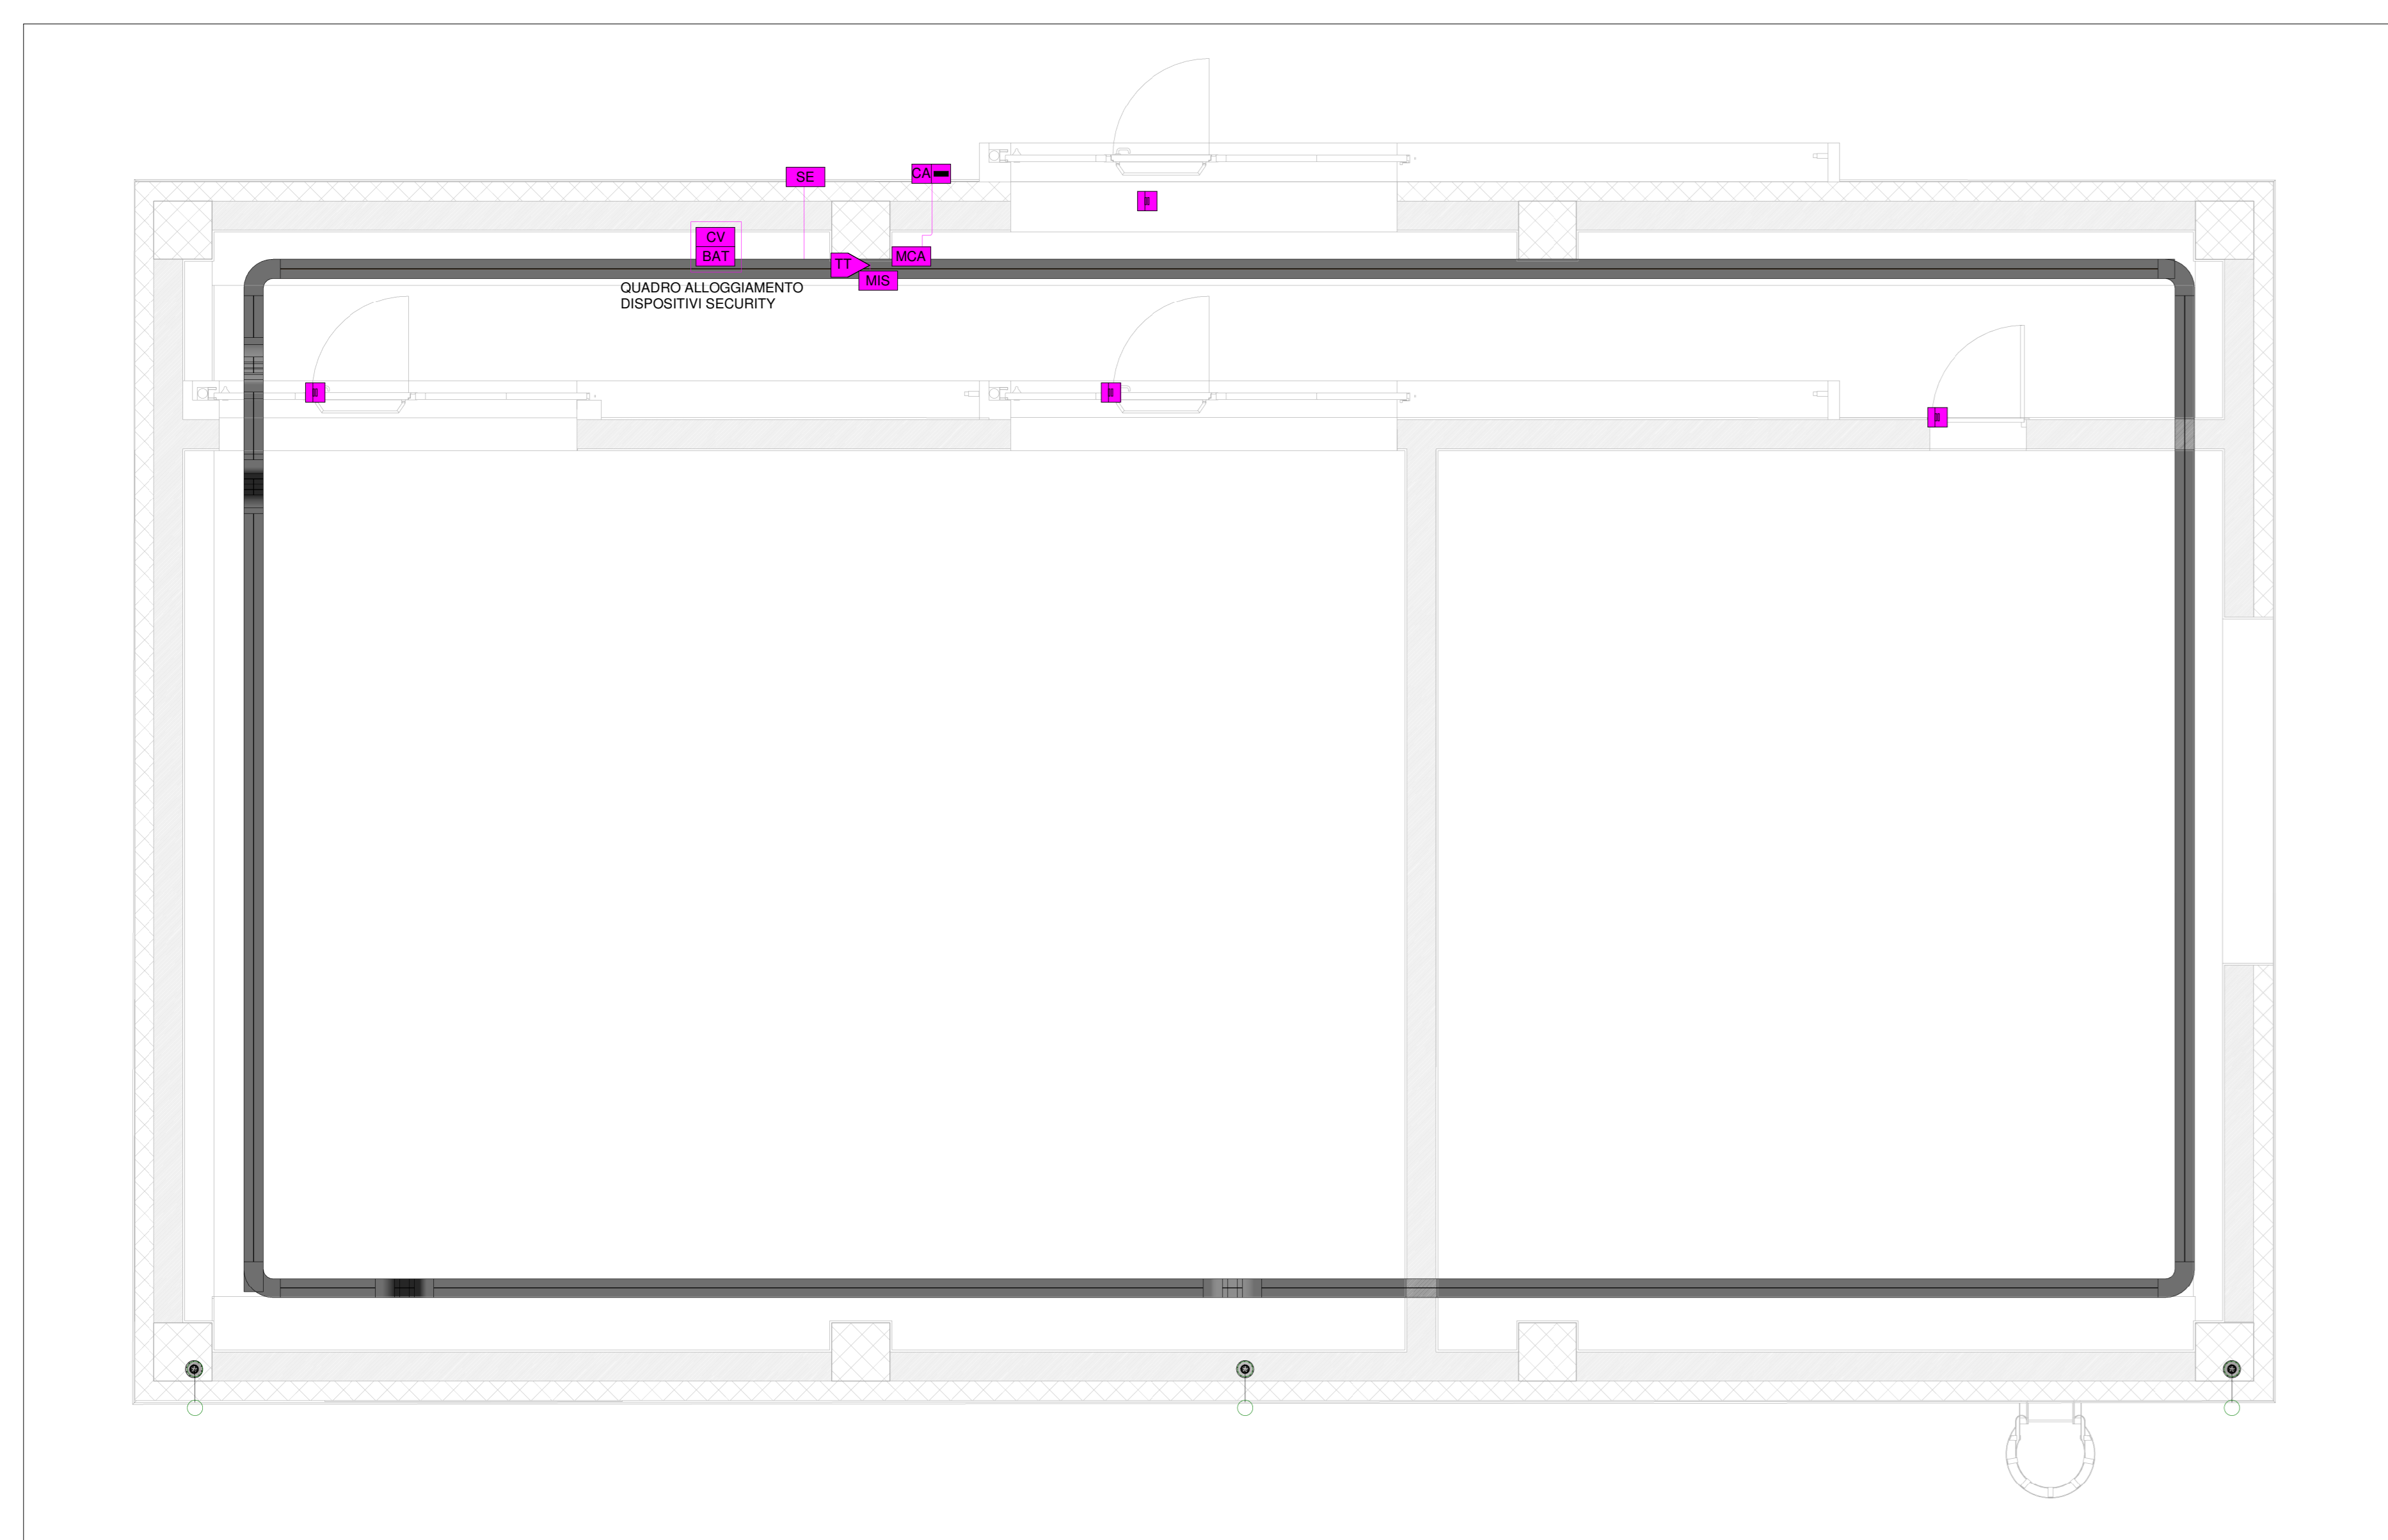 SE
CA
CV
BAT
TT
MCA
MIS
QUADRO ALLOGGIAMENTO
DISPOSITIVI SECURITY